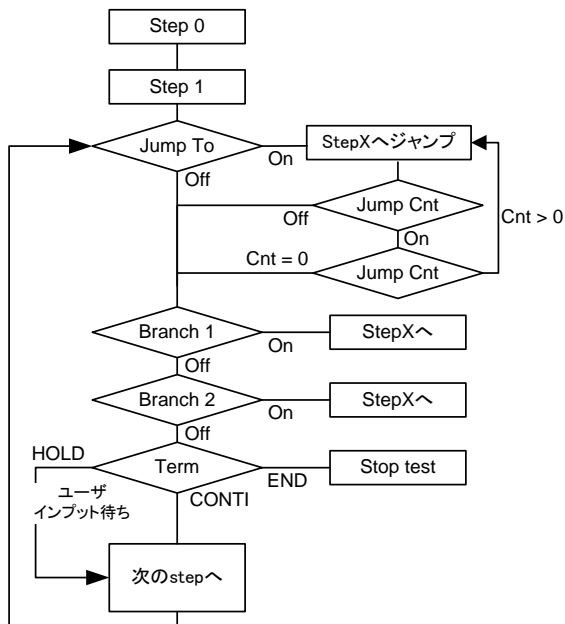 Step 0
Step 1
Jump To
On
StepXへジャンプ
Off
Jump Cnt
Off
On
Cnt > 0
Cnt = 0
Jump Cnt
Branch 1
On
StepXへ
Off
Branch 2
On
StepXへ
Off
HOLD
Term
END
Stop test
ユーザ
インプット待ち
CONTI
次のstepへ